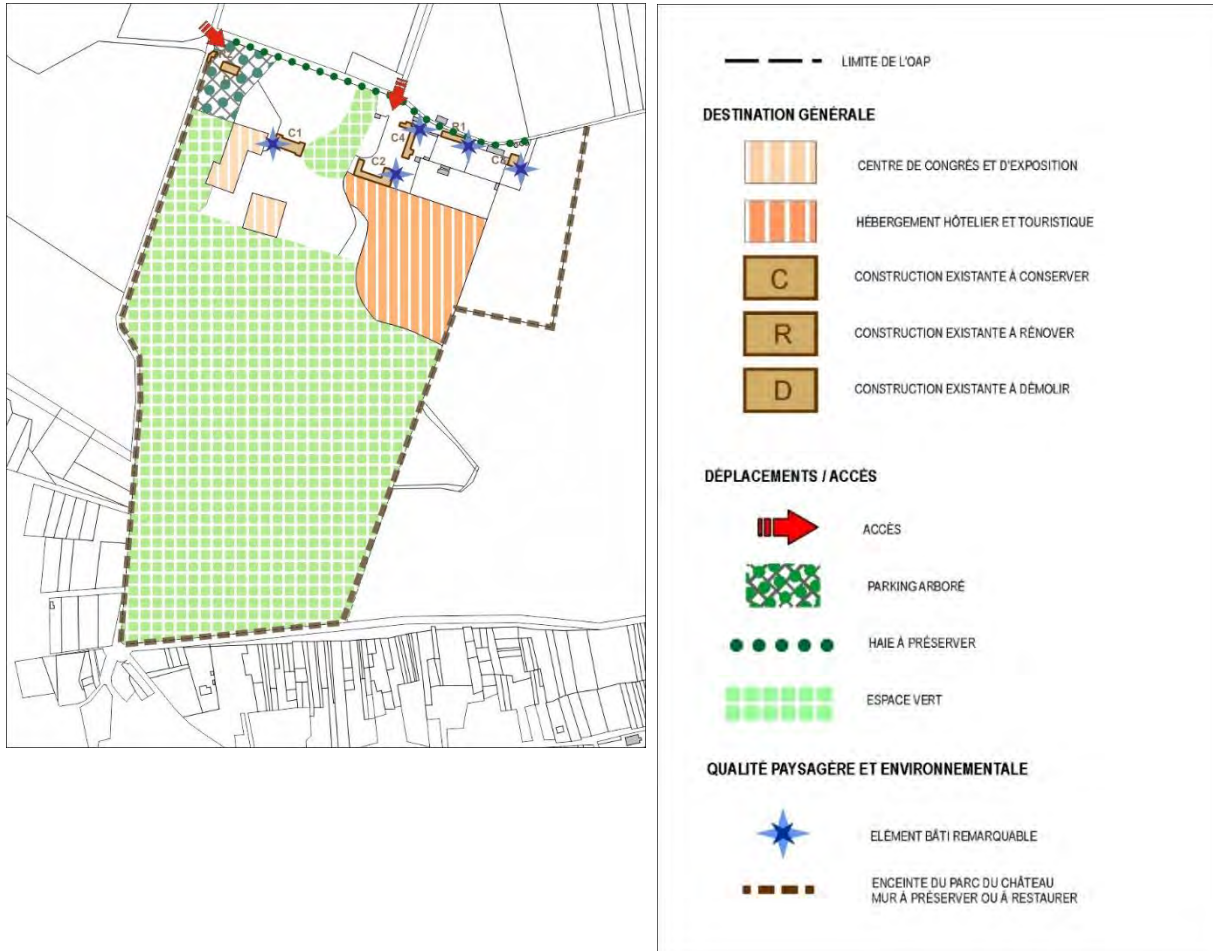 C1
C4
R1
C2
LIMITE DE L'OAP
DESTINATION GÉNÉRALE
CENTRE DE CONGRÈS ET D'EXPOSITION
HÉBERGEMENT HÔTELIER ET TOURISTIQUE
C
CONSTRUCTION EXISTANTE À CONSERVER
R
CONSTRUCTION EXISTANTE À RÉNOVER
D
CONSTRUCTION EXISTANTE À DÉMOLIR
DÉPLACEMENTS / ACCÈS
ACCÈS
PARKING ARBORÉ
HAIE À PRÉSERVER
ESPACE VERT
QUALITÉ PAYSAGÈRE ET ENVIRONNEMENTALE
ELÉMENT BÂTI REMARQUABLE
ENCEINTE DU PARC DU CHÂTEAU
MUR À PRÉSERVER OU À RESTAURER